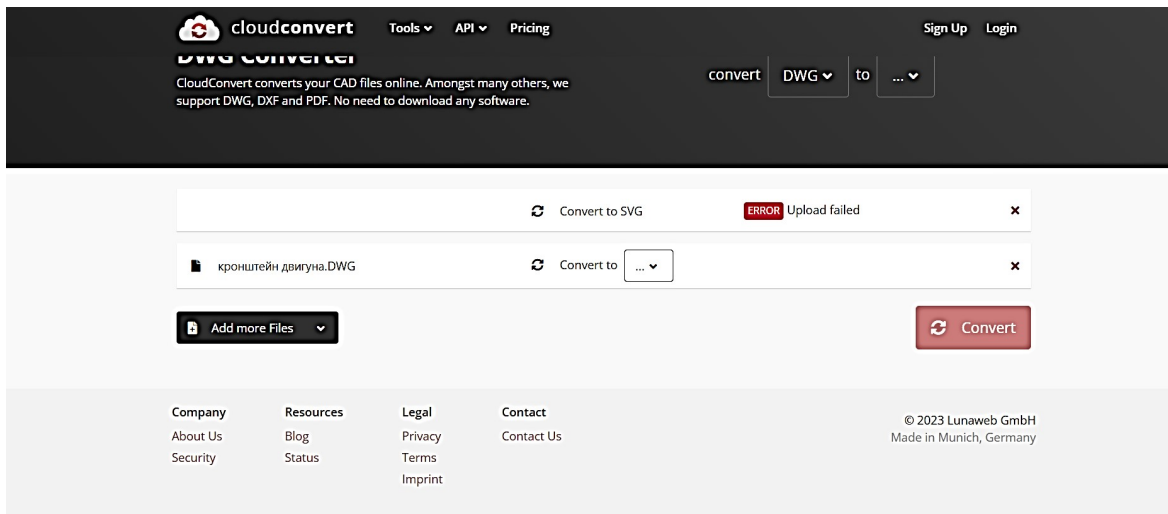 cloudconvert Tools API Pricing Sign Up Login
DWG Converter
CloudConvert converts your CAD files online. Amongst many others, we
support DWG, DXF and PDF. No need to download any software.
convert DWG to ...
Convert to SVG ERROR Upload failed
кронштейн двигуна.DWG Convert to ...
Add more Files
Convert
Company Resources Legal Contact
About Us Blog Privacy Contact Us
Security Status Terms
Imprint
© 2023 Lunaweb GmbH
Made in Munich, Germany